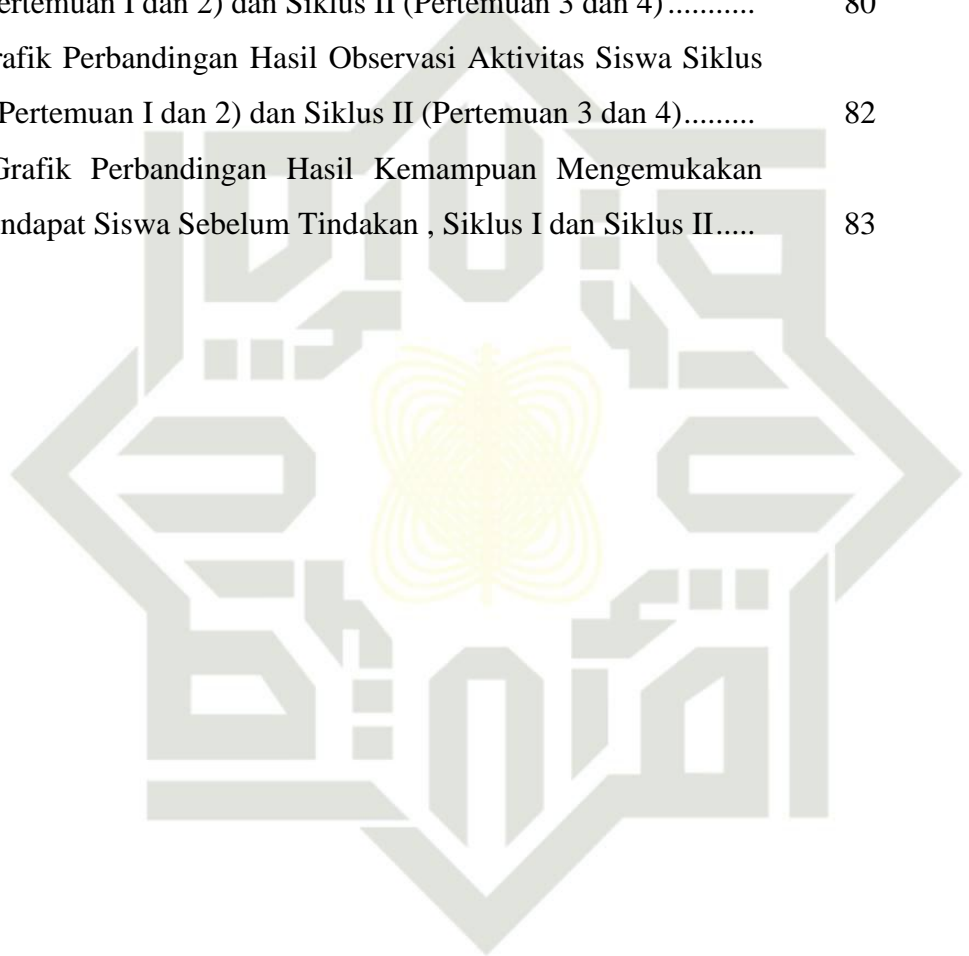 ertemuan I dan 2) dan Siklus II (Pertemuan 3 dan 4)........... 80
rafik Perbandingan Hasil Observasi Aktivitas Siswa Siklus
Pertemuan I dan 2) dan Siklus II (Pertemuan 3 dan 4)......... 82
Grafik Perbandingan Hasil Kemampuan Mengemukakan
ndapat Siswa Sebelum Tindakan , Siklus I dan Siklus II..... 83